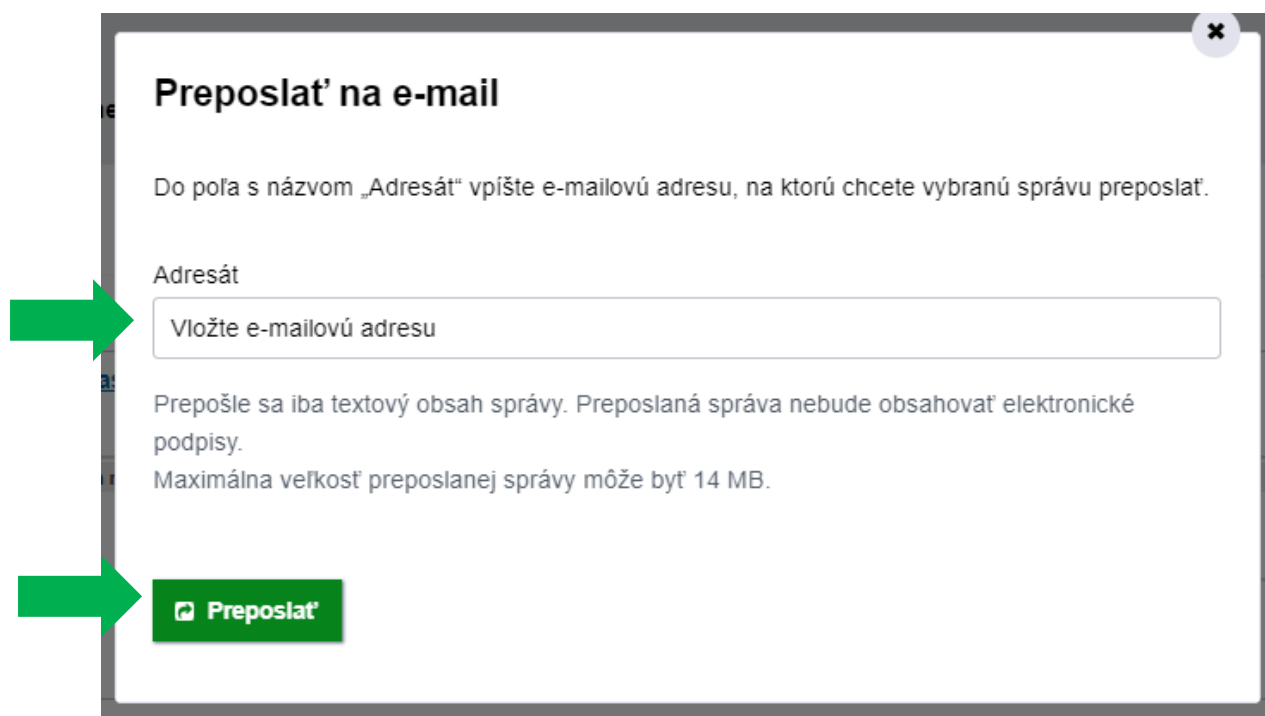 Preposlať na e-mail
Do poľa s názvom „Adresát“ vpíšte e-mailovú adresu, na ktorú chcete vybranú správu preposlať.
Adresát
Vložte e-mailovú adresu
Prepošle sa iba textový obsah správy. Preposlaná správa nebude obsahovať elektronické
podpisy.
Maximálna veľkosť preposlanej správy môže byť 14 MB.
Preposlať